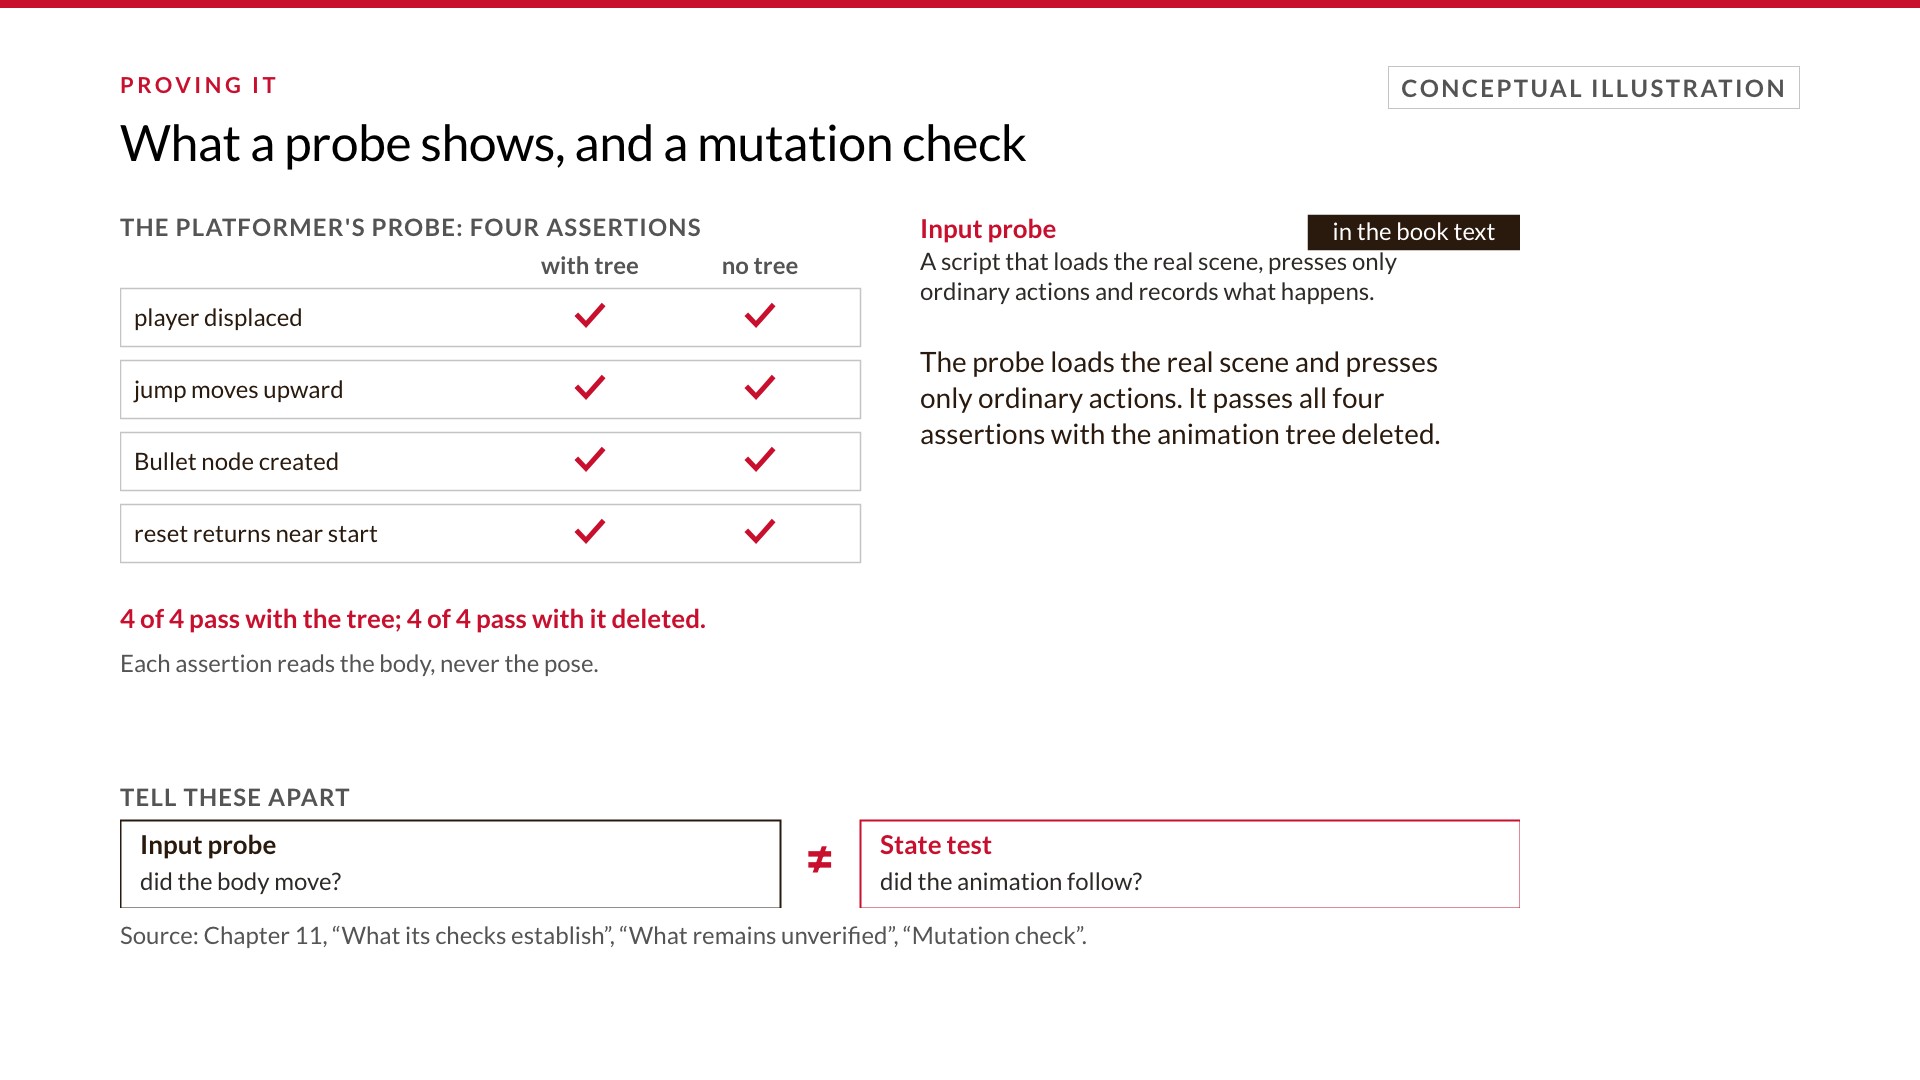 PROVING IT
CONCEPTUAL ILLUSTRATION
What a probe shows, and a mutation check
THE PLATFORMER'S PROBE: FOUR ASSERTIONS
with tree no tree
player displaced
jump moves upward
Bullet node created
reset returns near start
4 of 4 pass with the tree; 4 of 4 pass with it deleted.
Each assertion reads the body, never the pose.
Input probe
in the book text
A script that loads the real scene, presses only
ordinary actions and records what happens.
The probe loads the real scene and presses
only ordinary actions. It passes all four
assertions with the animation tree deleted.
TELL THESE APART
Input probe
did the body move?
≠
State test
did the animation follow?
Source: Chapter 11, “What its checks establish”, “What remains unverified”, “Mutation check”.